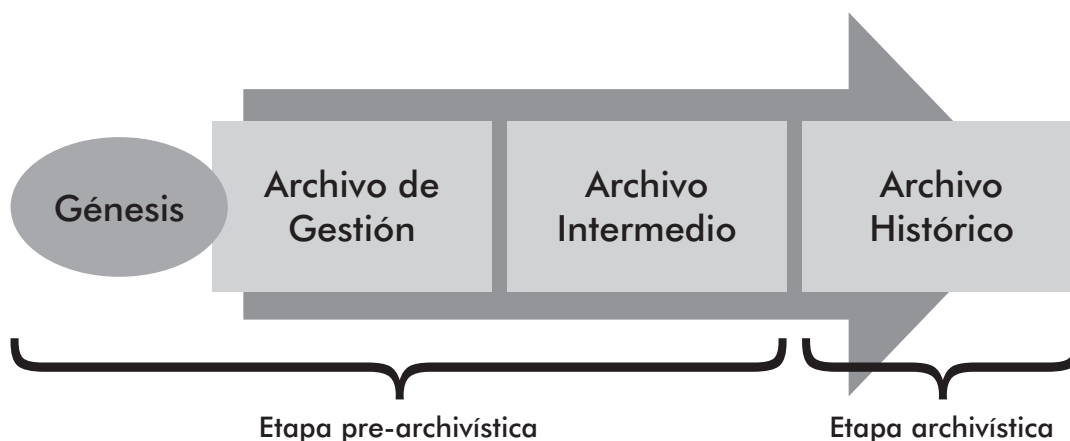 Génesis
Archivo de
Gestión
Archivo
Intermedio
Archivo
Histórico
Etapa pre-archivística
Etapa archivística